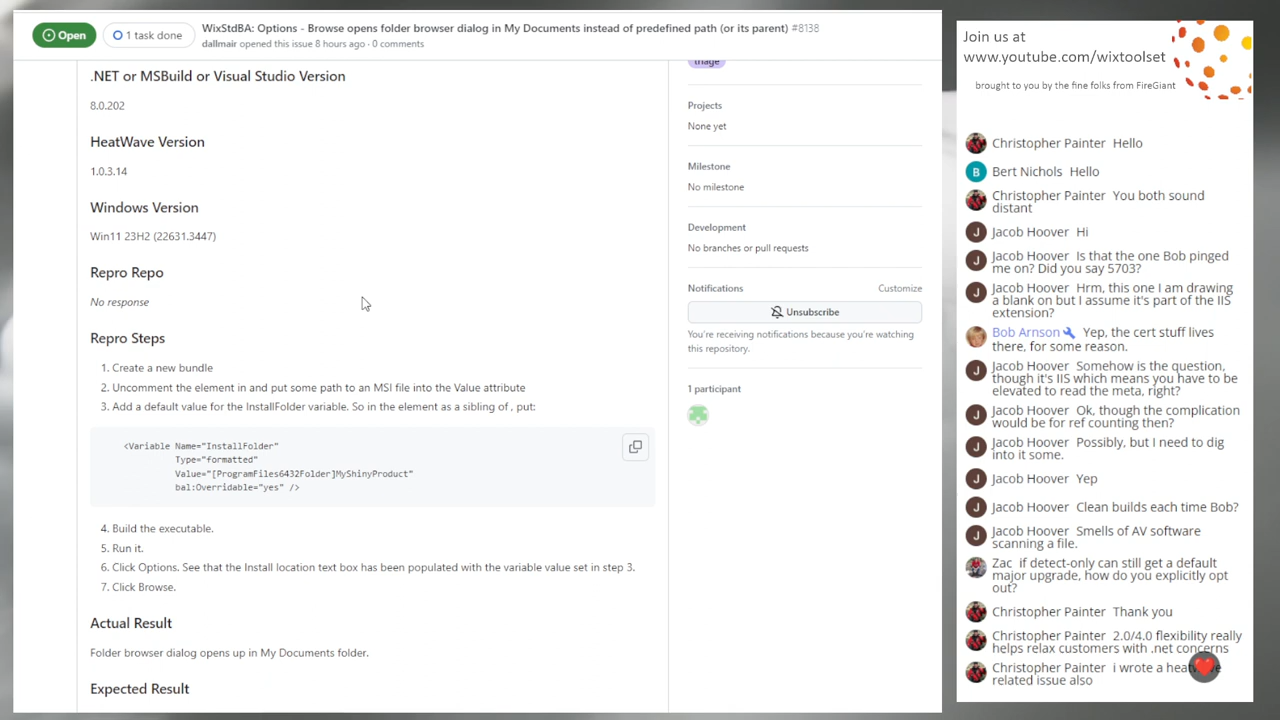 Open
1 task done
WixStdBA: Options - Browse opens folder browser dialog in My Documents instead of predefined path (or its parent) #8138
dallmair opened this issue 8 hours ago · 0 comments
.NET or MSBuild or Visual Studio Version
8.0.202
HeatWave Version
1.0.3.14
Windows Version
Win11 23H2 (22631.3447)
Repro Repo
No response
Repro Steps
1. Create a new bundle
2. Uncomment the element in and put some path to an MSI file into the Value attribute
3. Add a default value for the InstallFolder variable. So in the element as a sibling of , put:
<Variable Name="InstallFolder"
Type="formatted"
Value="[ProgramFiles6432Folder]MyShinyProduct"
bal:Overridable="yes" />
4. Build the executable.
5. Run it.
6. Click Options. See that the Install location text box has been populated with the variable value set in step 3.
7. Click Browse.
Actual Result
Folder browser dialog opens up in My Documents folder.
Expected Result
triage
Projects
None yet
Milestone
No milestone
Development
No branches or pull requests
Notifications
Customize
Unsubscribe
You're receiving notifications because you're watching
this repository.
1 participant
Join us at
www.youtube.com/wixtoolset
brought to you by the fine folks from FireGiant
Christopher Painter Hello
B Bert Nichols Hello
Christopher Painter You both sound
distant
J Jacob Hoover Hi
J Jacob Hoover Is that the one Bob pinged
me on? Did you say 5703?
J Jacob Hoover Hrm, this one I am drawing
a blank on but I assume it's part of the IIS
extension?
Bob Arnson Yep, the cert stuff lives
there, for some reason.
J Jacob Hoover Somehow is the question,
though it's IIS which means you have to be
elevated to read the meta, right?
J Jacob Hoover Ok, though the complication
would be for ref counting then?
J Jacob Hoover Possibly, but I need to dig
into it some.
J Jacob Hoover Yep
J Jacob Hoover Clean builds each time Bob?
J Jacob Hoover Smells of AV software
scanning a file.
Zac if detect-only can still get a default
major upgrade, how do you explicitly opt
out?
Christopher Painter Thank you
Christopher Painter 2.0/4.0 flexibility really
helps relax customers with .net concerns
Christopher Painter i wrote a heatwave
related issue also